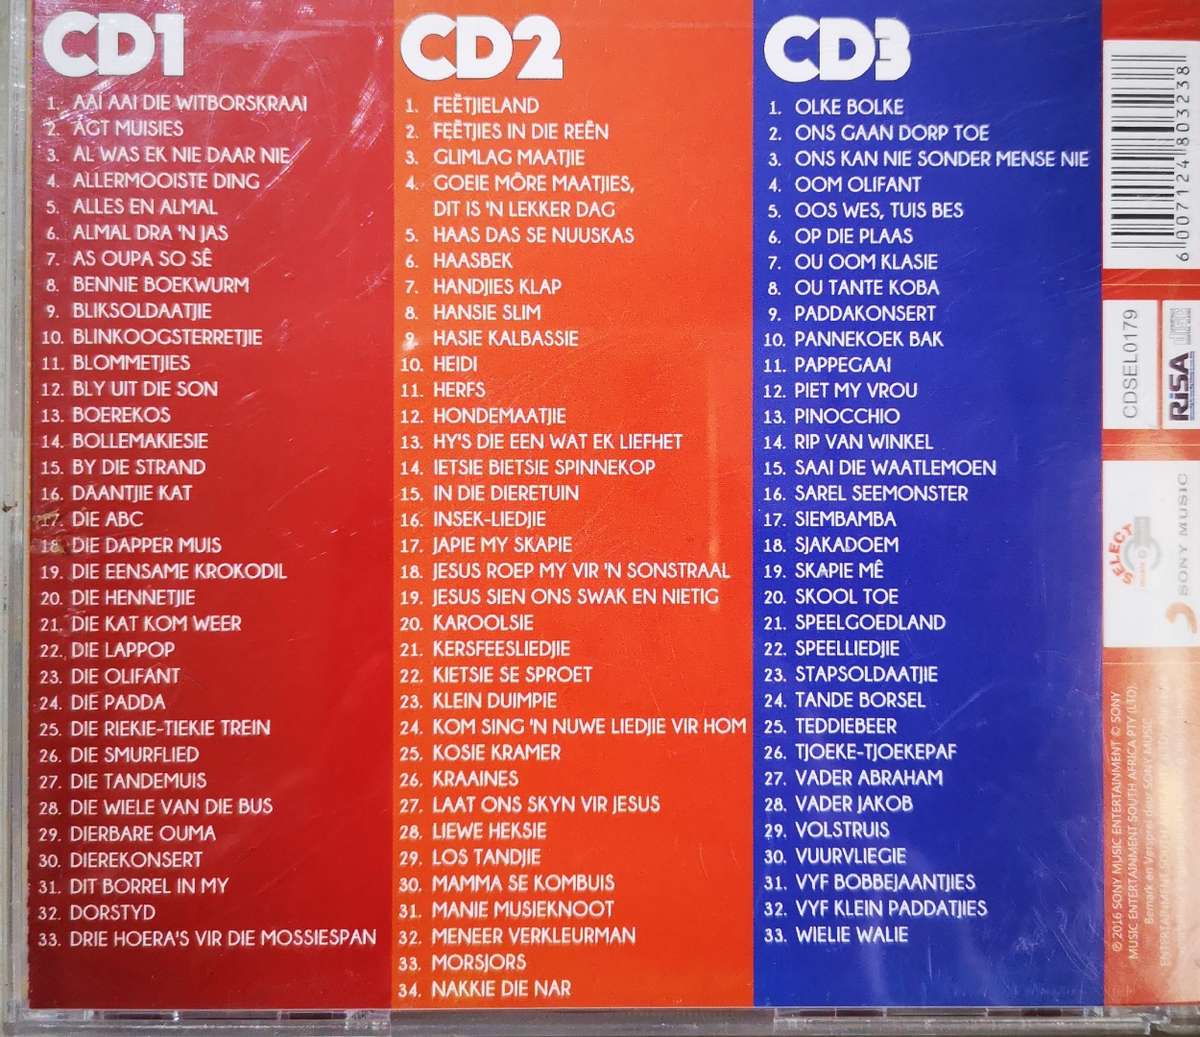 CD1
1. AAI AAI DIE WITBORSKRAAI
2. AGT MUISIES
3. AL WAS EK NIE DAAR NIE
4. ALLERMOOISTE DING
5. ALLES EN ALMAL
6. ALMAL DRA 'N JAS
7. AS OUPA SO SÊ
8. BENNIE BOEKWURM
9. BLIKSOLDAATJIE
10. BLINKOOGSTERRETJIE
11. BLOMMETJIES
12. BLY UIT DIE SON
13. BOEREKOS
14. BOLLEMAKIESIE
15. BY DIE STRAND
16. DAANTJIE KAT
17. DIE ABC
18. DIE DAPPER MUIS
19. DIE EENSAME KROKODIL
20. DIE HENNETJIE
21. DIE KAT KOM WEER
22. DIE LAPPOP
23. DIE OLIFANT
24. DIE PADDA
25. DIE RIEKIE-TIEKIE TREIN
26. DIE SMURFLIED
27. DIE TANDEMUIS
28. DIE WIELE VAN DIE BUS
29. DIERBARE OUMA
30. DIEREKONSERT
31. DIT BORREL IN MY
32. DORSTYD
33. DRIE HOERA'S VIR DIE MOSSIESPAN
CD2
1. FEËTJIELAND
2. FEËTJIES IN DIE REËN
3. GLIMLAG MAATJIE
4. GOEIE MÔRE MAATJIES,
DIT IS 'N LEKKER DAG
5. HAAS DAS SE NUUSKAS
6. HAASBEK
7. HANDJIES KLAP
8. HANSIE SLIM
9. HASIE KALBASSIE
10. HEIDI
11. HERFS
12. HONDEMAATJIE
13. HY'S DIE EEN WAT EK LIEFHET
14. IETSIE BIETSIE SPINNEKOP
15. IN DIE DIERETUIN
16. INSEK-LIEDJIE
17. JAPIE MY SKAPIE
18. JESUS ROEP MY VIR 'N SONSTRAAL
19. JESUS SIEN ONS SWAK EN NIETIG
20. KAROOLSIE
21. KERSFEESLIEDJIE
22. KIETSIE SE SPROET
23. KLEIN DUIMPIE
24. KOM SING 'N NUWE LIEDJIE VIR HOM
25. KOSIE KRAMER
26. KRAAINES
27. LAAT ONS SKYN VIR JESUS
28. LIEWE HEKSIE
29. LOS TANDJIE
30. MAMMA SE KOMBUIS
31. MANIE MUSIEKNOOT
32. MENEER VERKLEURMAN
33. MORSJORS
34. NAKKIE DIE NAR
CD3
1. OLKE BOLKE
2. ONS GAAN DORP TOE
3. ONS KAN NIE SONDER MENSE NIE
4. OOM OLIFANT
5. OOS WES, TUIS BES
6. OP DIE PLAAS
7. OU OOM KLASIE
8. OU TANTE KOBA
9. PADDAKONSERT
10. PANNEKOEK BAK
11. PAPPEGAAI
12. PIET MY VROU
13. PINOCCHIO
14. RIP VAN WINKEL
15. SAAI DIE WAATLEMOEN
16. SAREL SEEMONSTER
17. SIEMBAMBA
18. SJAKADOEM
19. SKAPIE MÊ
20. SKOOL TOE
21. SPEELGOEDLAND
22. SPEELLIEDJIE
23. STAPSOLDAATJIE
24. TANDE BORSEL
25. TEDDIEBEER
26. TJOEKE-TJOEKEPAF
27. VADER ABRAHAM
28. VADER JAKOB
29. VOLSTRUIS
30. VUURVLIEGIE
31. VYF BOBBEJAANTJIES
32. VYF KLEIN PADDATJIES
33. WIELIE WALIE
6 007124 803238
CDSEL0179
RiSA
SELECT
SONY MUSIC
℗ 2016 SONY MUSIC ENTERTAINMENT © SONY
MUSIC ENTERTAINMENT SOUTH AFRICA PTY (LTD)
Bemark en Versprei deur SONY MUSIC